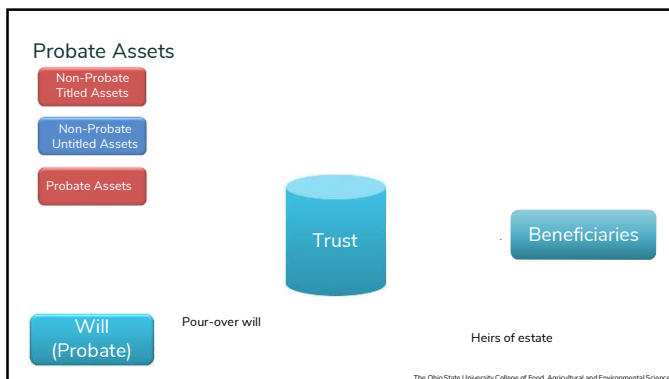 Probate Assets
Non-Probate
Titled Assets
Non-Probate
Untitled Assets
Probate Assets
Trust
Beneficiaries
Will
(Probate)
Pour-over will
Heirs of estate
The Ohio State University College of Food, Agricultural and Environmental Science